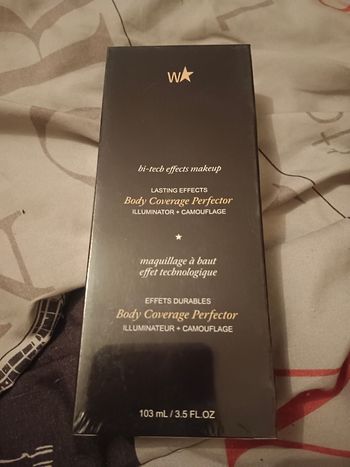 W★
hi-tech effects makeup
LASTING EFFECTS
Body Coverage Perfector
ILLUMINATOR + CAMOUFLAGE
★
maquillage à haut
effet technologique
EFFETS DURABLES
Body Coverage Perfector
ILLUMINATEUR + CAMOUFLAGE
103 mL / 3.5 FL.OZ